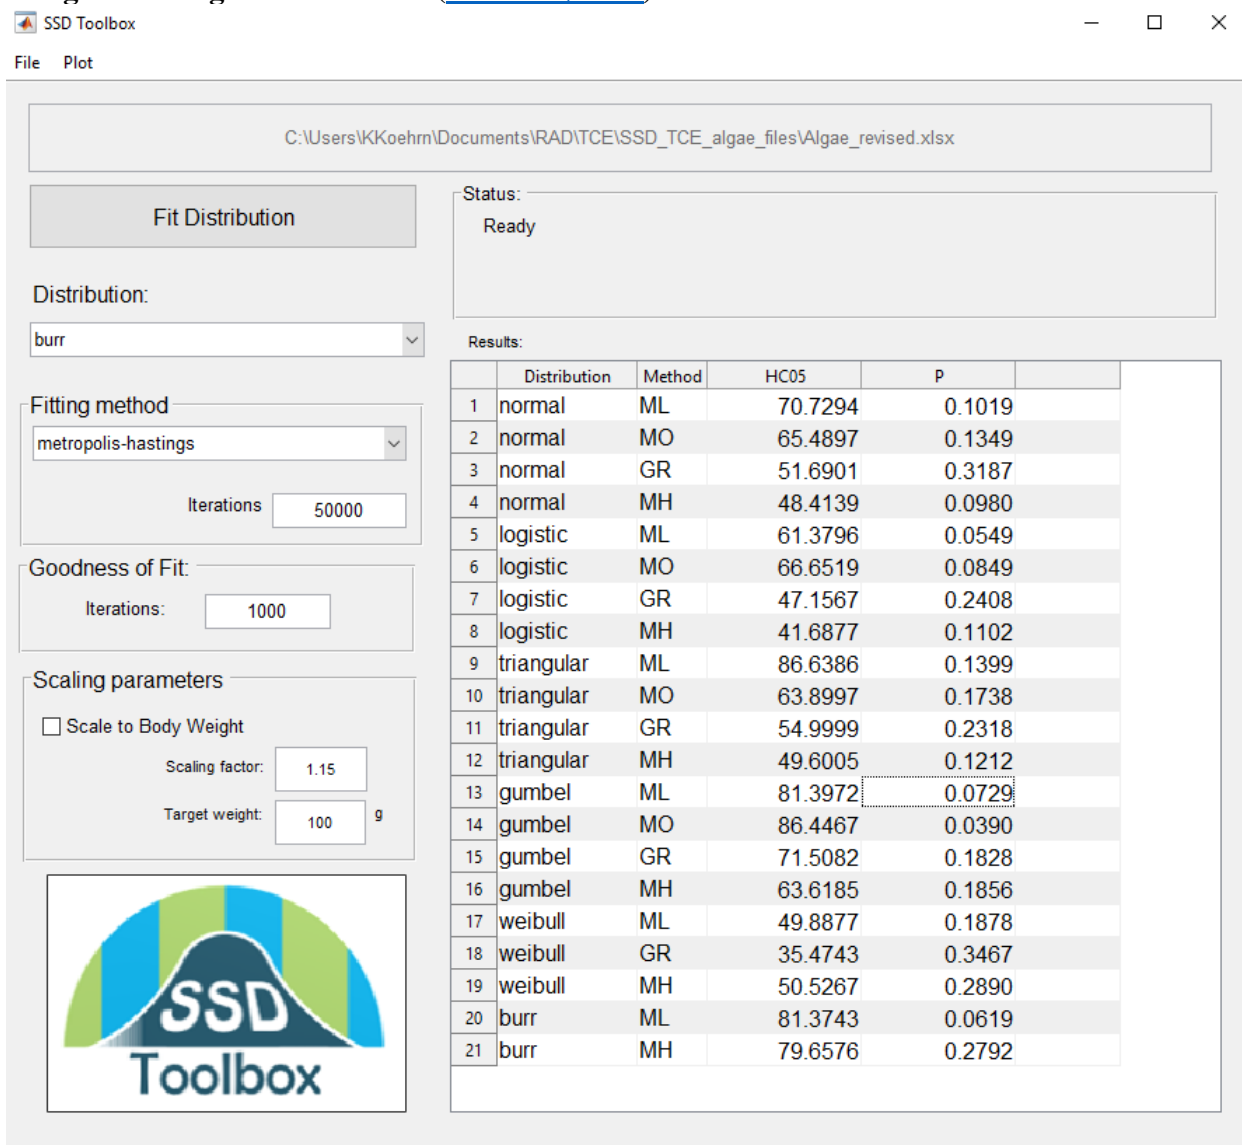 SSD Toolbox
File Plot
C:\Users\KKoehrn\Documents\RAD\TCE\SSD_TCE_algae_files\Algae_revised.xlsx
Fit Distribution
Status:
Ready
Distribution:
burr
Fitting method
metropolis-hastings
Iterations 50000
Goodness of Fit:
Iterations: 1000
Scaling parameters
Scale to Body Weight
Scaling factor: 1.15
Target weight: 100 g
SSD
Toolbox
Results:
Distribution Method HC05 P
1 normal ML 70.7294 0.1019
2 normal MO 65.4897 0.1349
3 normal GR 51.6901 0.3187
4 normal MH 48.4139 0.0980
5 logistic ML 61.3796 0.0549
6 logistic MO 66.6519 0.0849
7 logistic GR 47.1567 0.2408
8 logistic MH 41.6877 0.1102
9 triangular ML 86.6386 0.1399
10 triangular MO 63.8997 0.1738
11 triangular GR 54.9999 0.2318
12 triangular MH 49.6005 0.1212
13 gumbel ML 81.3972 0.0729
14 gumbel MO 86.4467 0.0390
15 gumbel GR 71.5082 0.1828
16 gumbel MH 63.6185 0.1856
17 weibull ML 49.8877 0.1878
18 weibull GR 35.4743 0.3467
19 weibull MH 50.5267 0.2890
20 burr ML 81.3743 0.0619
21 burr MH 79.6576 0.2792